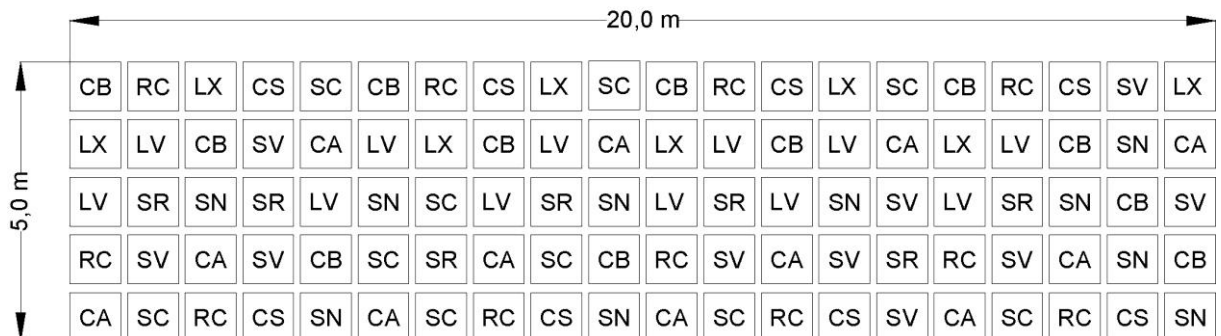 20,0 m
CB RC LX CS SC CB RC CS LX SC CB RC CS LX SC CB RC CS SV LX
LX LV CB SV CA LV LX CB LV CA LX LV CB LV CA LX LV CB SN CA
5,0 m
LV SR SN SR LV SN SC LV SR SN LV SR LV SN SV LV SR SN CB SV
RC SV CA SV CB SC SR CA SC CB RC SV CA SV SR RC SV CA SN CB
CA SC RC CS SN CA SC RC CS SN CA SC RC CS SV CA SC RC CS SN